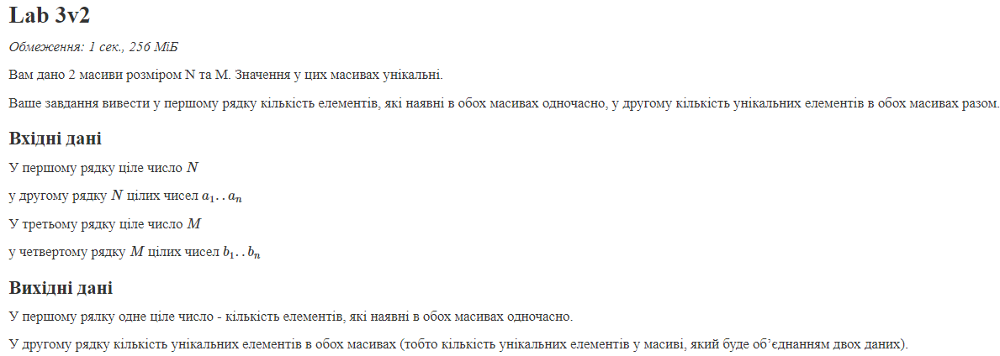 Lab 3v2
Обмеження: 1 сек., 256 МіБ
Вам дано 2 масиви розміром N та M. Значення у цих масивах унікальні.
Ваше завдання вивести у першому рядку кількість елементів, які наявні в обох масивах одночасно, у другому кількість унікальних елементів в обох масивах разом.
Вхідні дані
У першому рядку ціле число N
у другому рядку N цілих чисел a₁. . aₙ
У третьому рядку ціле число M
у четвертому рядку M цілих чисел b₁. . bₙ
Вихідні дані
У першому рялку одне ціле число - кількість елементів, які наявні в обох масивах одночасно.
У другому рядку кількість унікальних елементів в обох масивах (тобто кількість унікальних елементів у масиві, який буде об’єднанням двох даних).